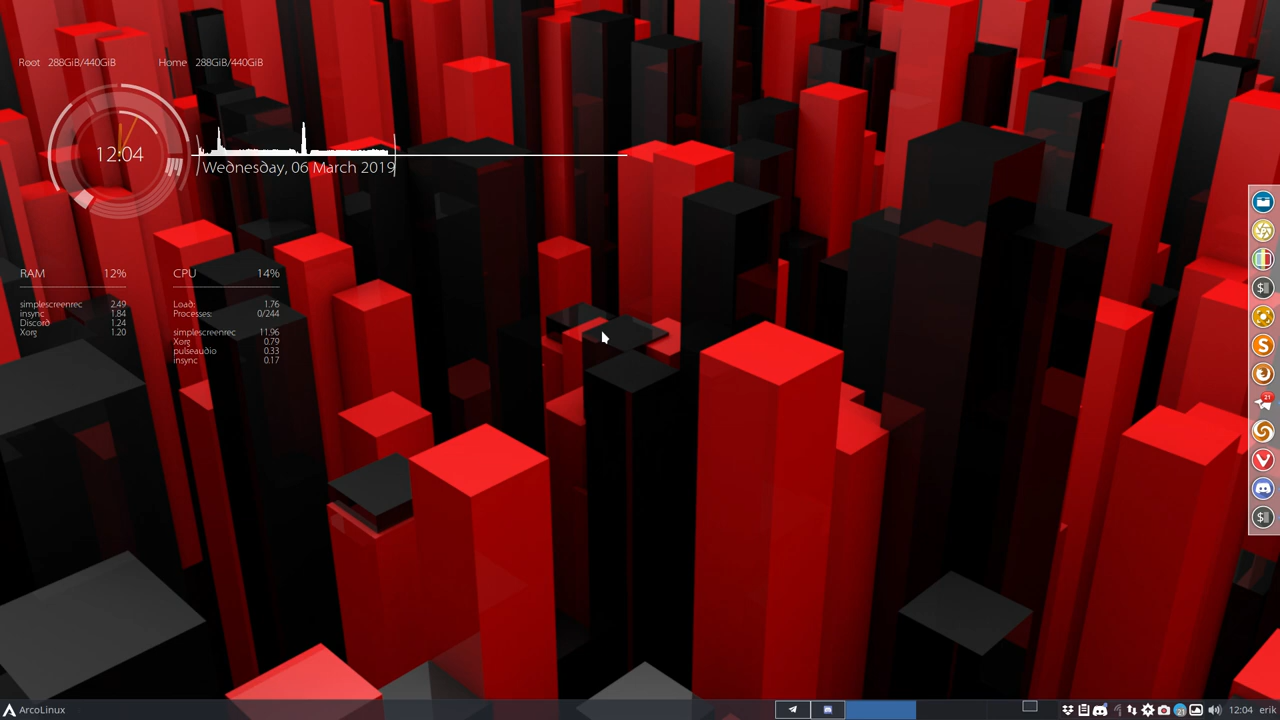 Root 288GiB/440GiB Home 288GiB/440GiB
12:04
Wednesday, 06 March 2019
RAM 12% CPU 14%
simplescreenrec 2.49 Load: 1.76
insync 1.84 Processes: 0/244
Discord 1.24
Xorg 1.20 simplescreenrec 11.96
Xorg 0.79
pulseaudio 0.33
insync 0.17
$
S
21
$
ArcoLinux 21 12:04 erik